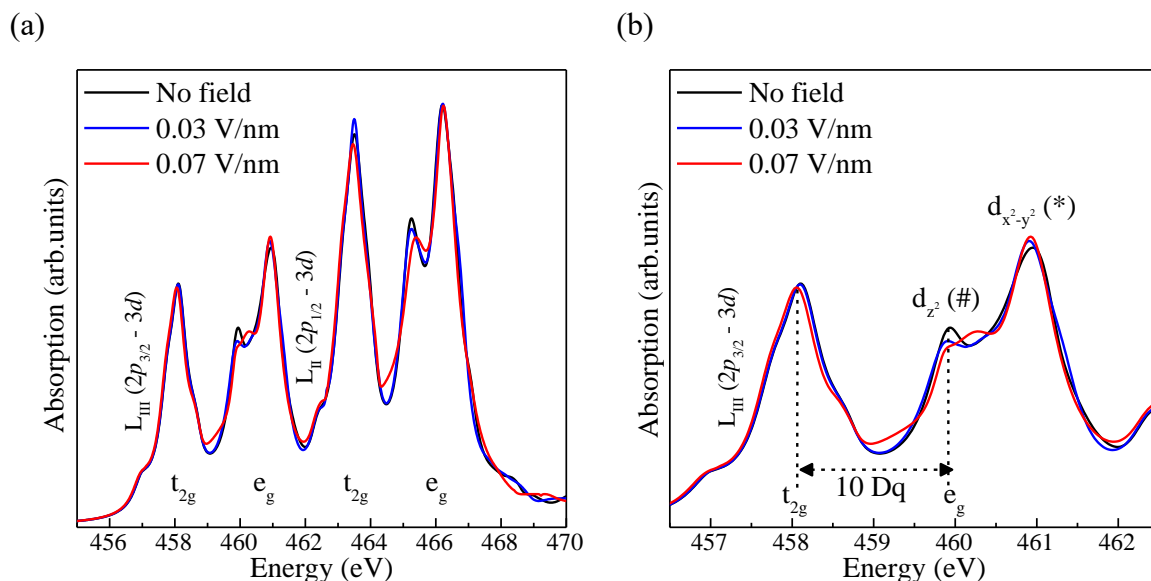 (a)
No field
0.03 V/nm
0.07 V/nm
Absorption (arb.units)
L_III (2p_3/2 - 3d)
L_II (2p_1/2 - 3d)
t_2g
e_g
t_2g
e_g
456 458 460 462 464 466 468 470
Energy (eV)
(b)
No field
0.03 V/nm
0.07 V/nm
Absorption (arb.units)
L_III (2p_3/2 - 3d)
d_x²-y² (*)
d_z² (#)
10 Dq
t_2g
e_g
457 458 459 460 461 462
Energy (eV)